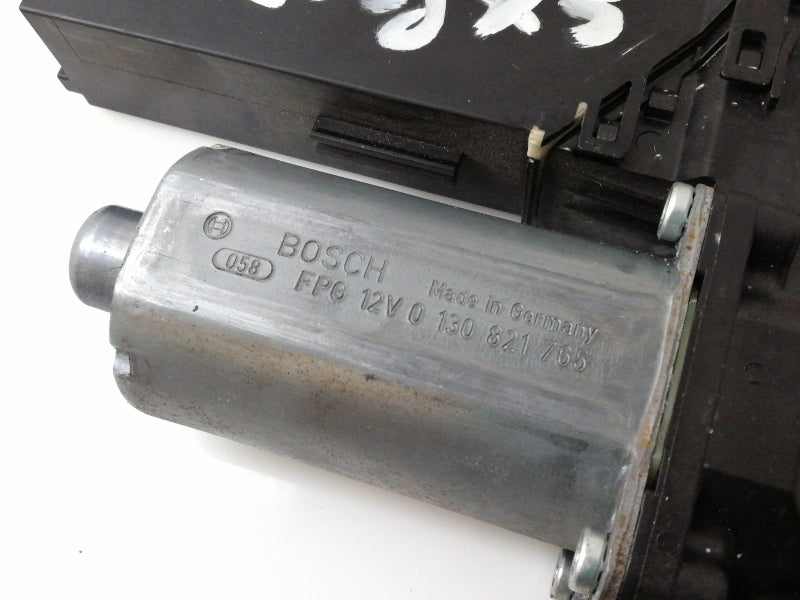 BOSCH
058
Made in Germany
FPG 12V 0 130 821 765